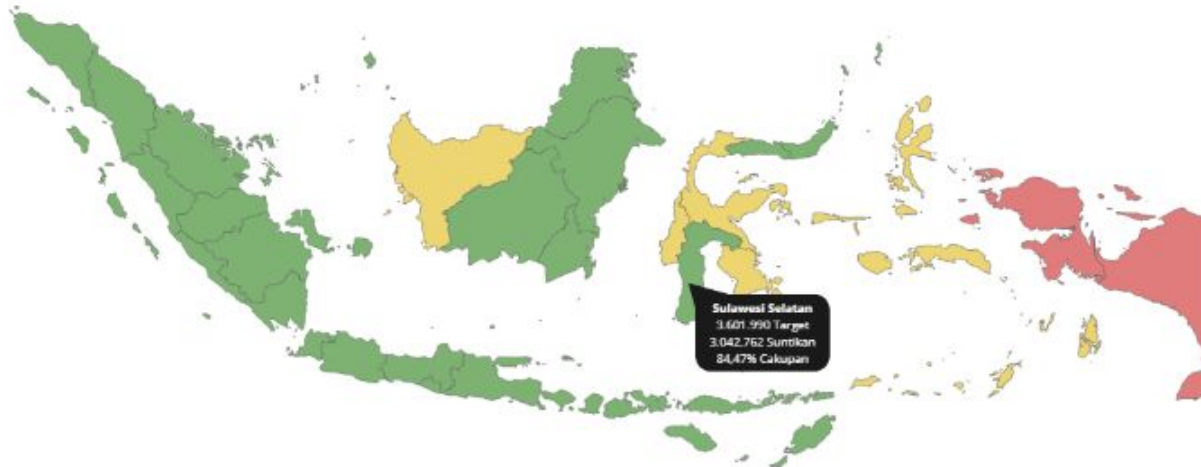 Sulawesi Selatan
3.601.990 Target
3.042.762 Suntikan
84,47% Cakupan